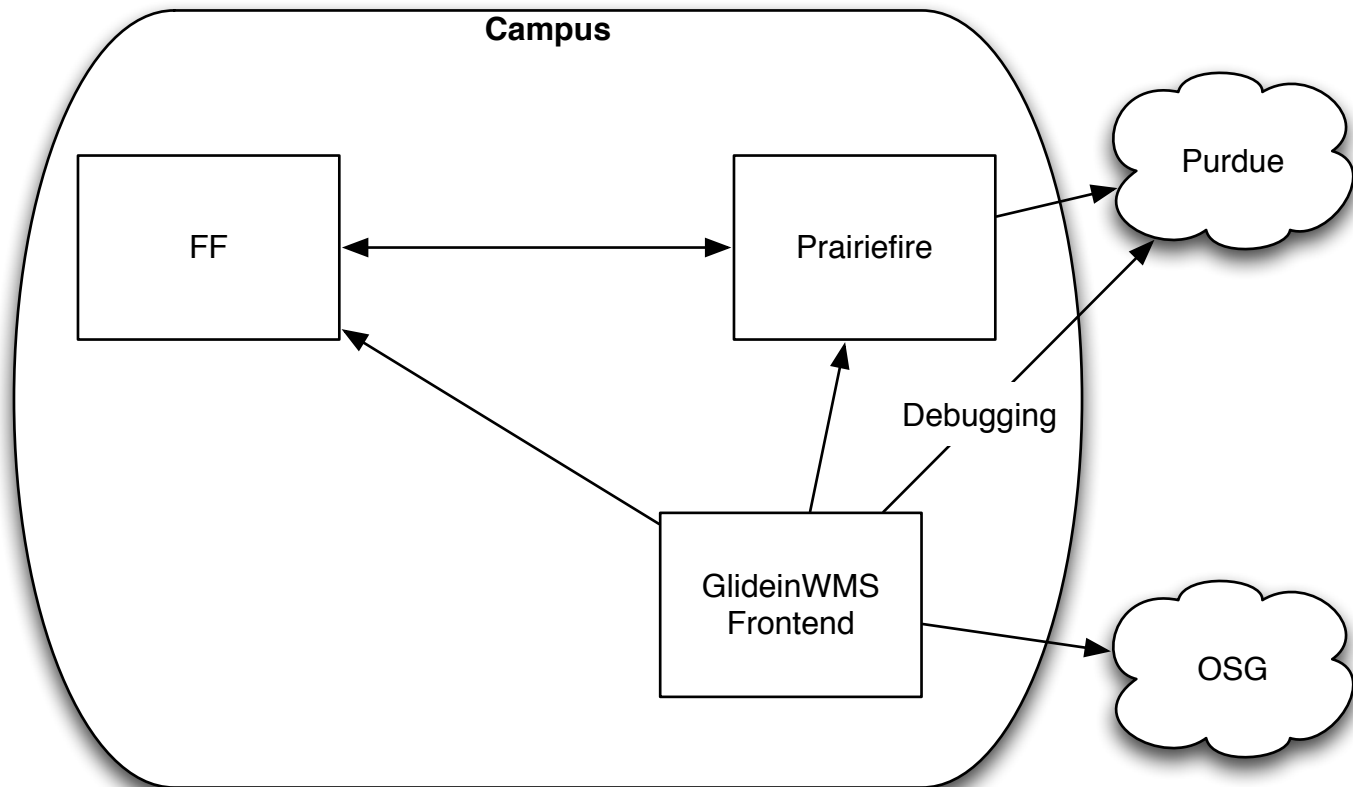 Campus
Purdue
FF
Prairiefire
Debugging
GlideinWMS
Frontend
OSG